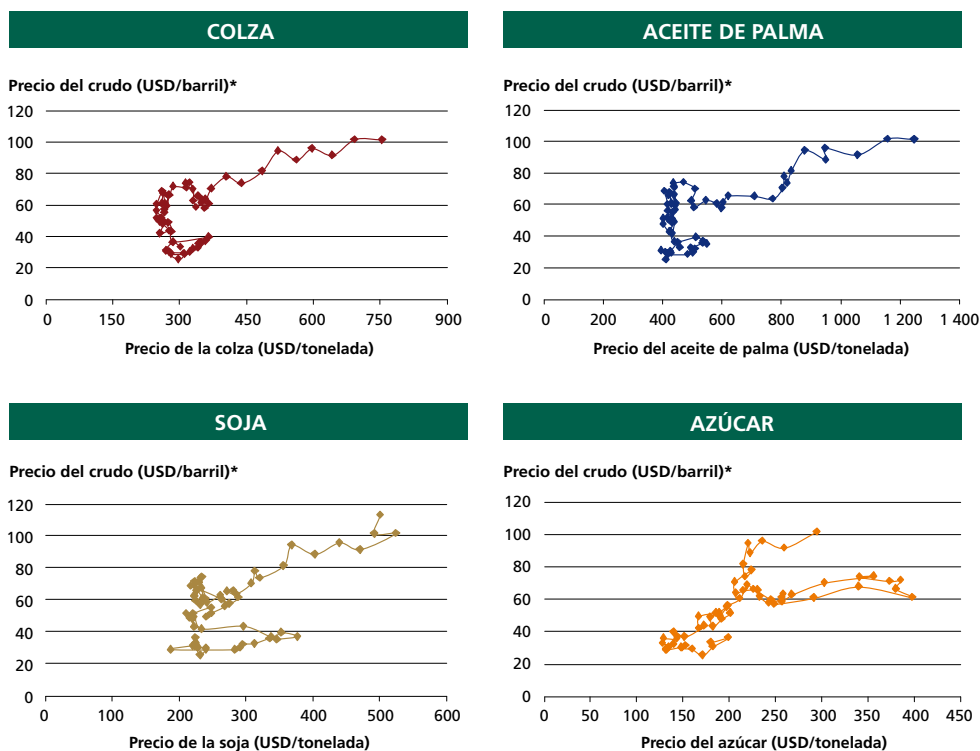 COLZA
Precio del crudo (USD/barril)*
120
100
80
60
40
20
0
0 150 300 450 600 750 900
Precio de la colza (USD/tonelada)
ACEITE DE PALMA
Precio del crudo (USD/barril)*
120
100
80
60
40
20
0
0 200 400 600 800 1 000 1 200 1 400
Precio del aceite de palma (USD/tonelada)
SOJA
Precio del crudo (USD/barril)*
120
100
80
60
40
20
0
0 100 200 300 400 500 600
Precio de la soja (USD/tonelada)
AZÚCAR
Precio del crudo (USD/barril)*
120
100
80
60
40
20
0
0 50 100 150 200 250 300 350 400 450
Precio del azúcar (USD/tonelada)